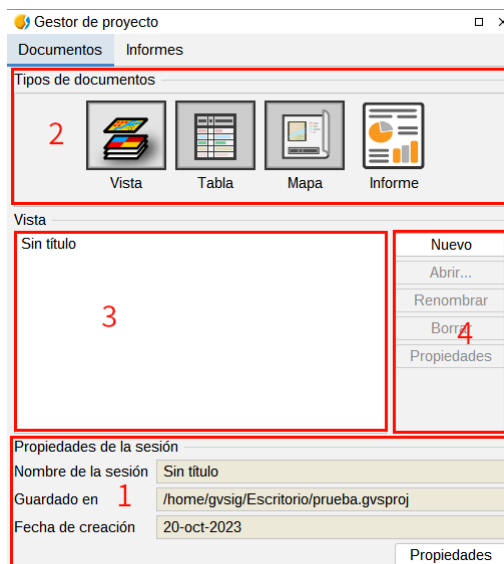 Gestor de proyecto
Documentos Informes
Tipos de documentos
2
Vista Tabla Mapa Informe
Vista
Sin título
Nuevo
Abrir...
Renombrar
3
Borrar
4
Propiedades
Propiedades de la sesión
Nombre de la sesión Sin título
Guardado en 1 /home/gvsig/Escritorio/prueba.gvsproj
Fecha de creación 20-oct-2023
Propiedades